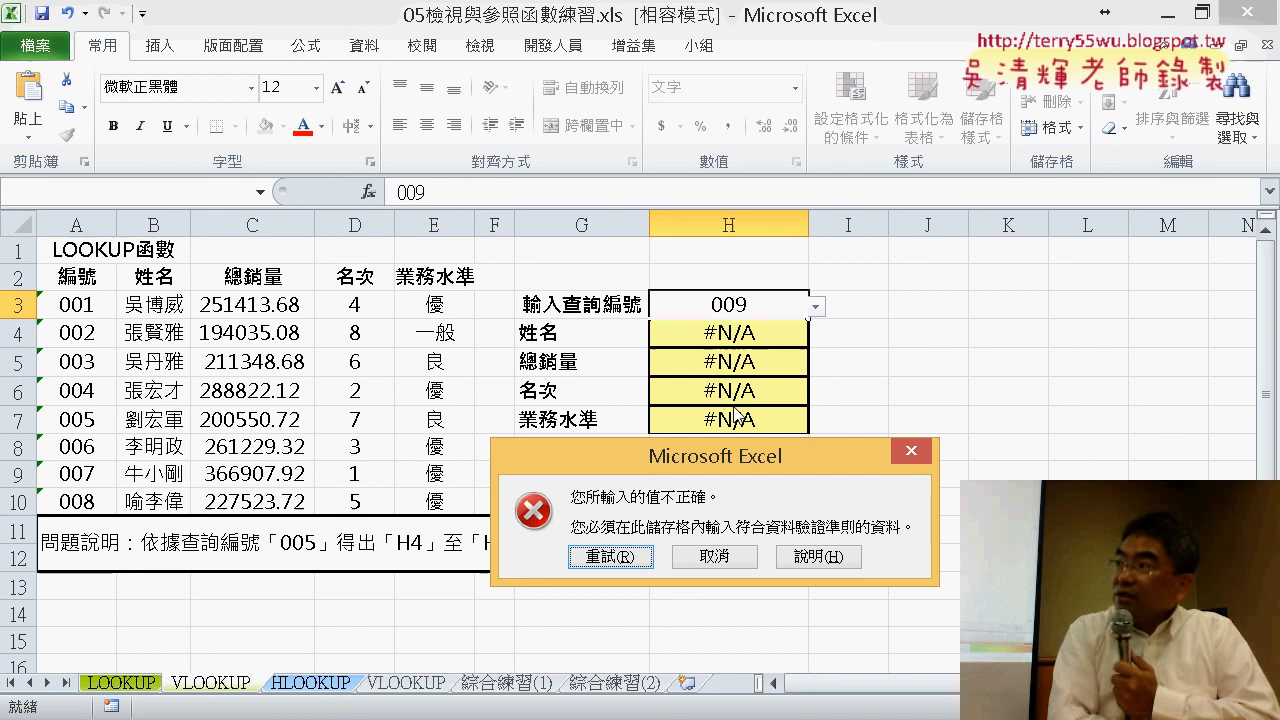 05檢視與參照函數練習.xls [相容模式] - Microsoft Excel
http://terry55wu.blogspot.tw
吳清輝老師錄製
檔案 常用 插入 版面配置 公式 資料 校閱 檢視 開發人員 增益集 小組
貼上
微軟正黑體 12
B I U A 中
自動換列
跨欄置中
文字
$ % ,
設定格式化的條件
格式化為表格
儲存格樣式
刪除
格式
排序與篩選 尋找與選取
剪貼簿 字型 對齊方式 數值 樣式 儲存格 編輯
fx 009
A B C D E F G H I J K L M N
1 LOOKUP函數
2 編號 姓名 總銷量 名次 業務水準
3 001 吳博威 251413.68 4 優 輸入查詢編號 009
4 002 張賢雅 194035.08 8 一般 姓名 #N/A
5 003 吳丹雅 211348.68 6 良 總銷量 #N/A
6 004 張宏才 288822.12 2 優 名次 #N/A
7 005 劉宏軍 200550.72 7 良 業務水準 #N/A
8 006 李明政 261229.32 3 優
9 007 牛小剛 366907.92 1 優
10 008 喻李偉 227523.72 5 優
11
問題說明：依據查詢編號「005」得出「H4」至「H
12
13
14
15
16
Microsoft Excel
您所輸入的值不正確。
您必須在此儲存格內輸入符合資料驗證準則的資料。
重試(R) 取消 說明(H)
LOOKUP VLOOKUP HLOOKUP VLOOKUP 綜合練習(1) 綜合練習(2)
就緒